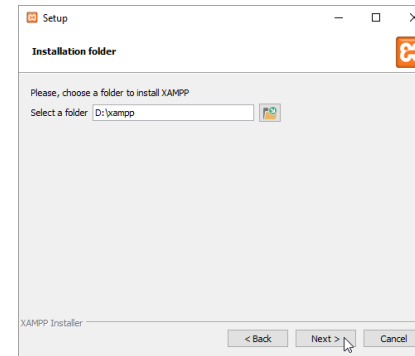 Setup
Installation folder
Please, choose a folder to install XAMPP
Select a folder D:\xampp
XAMPP Installer
< Back Next > Cancel